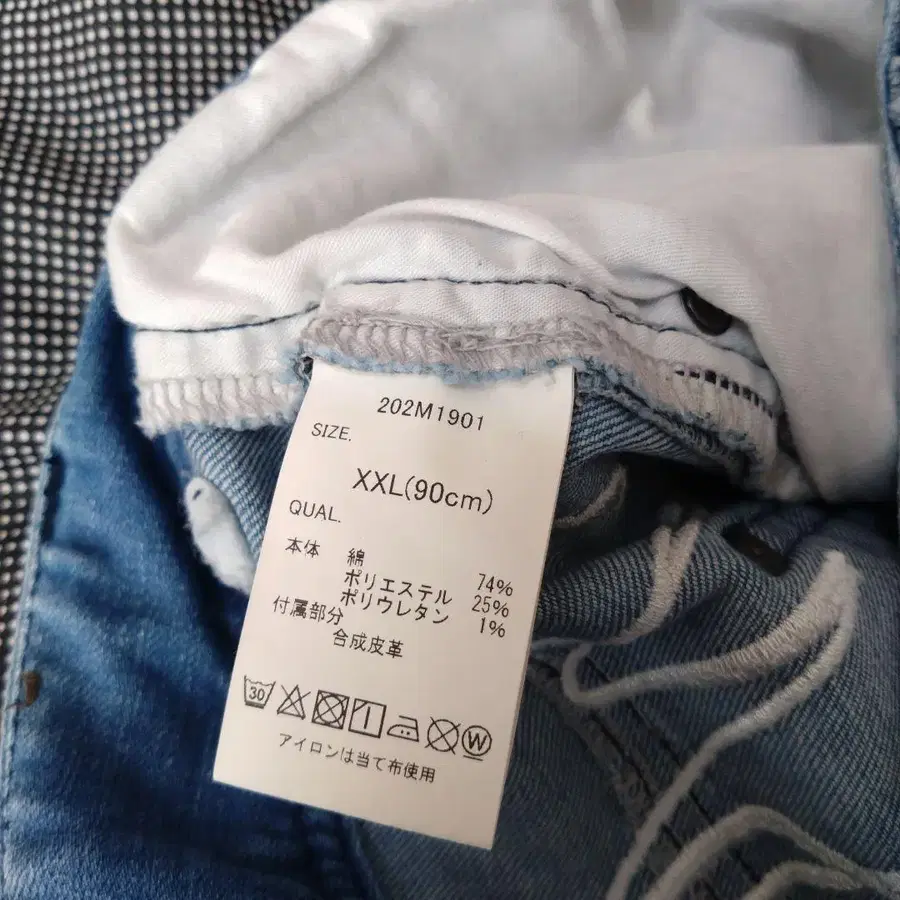 202M1901
SIZE.
XXL(90cm)
QUAL.
本体 綿 74%
ポリエステル 25%
ポリウレタン 1%
付属部分
合成皮革
30
W
アイロンは当て布使用